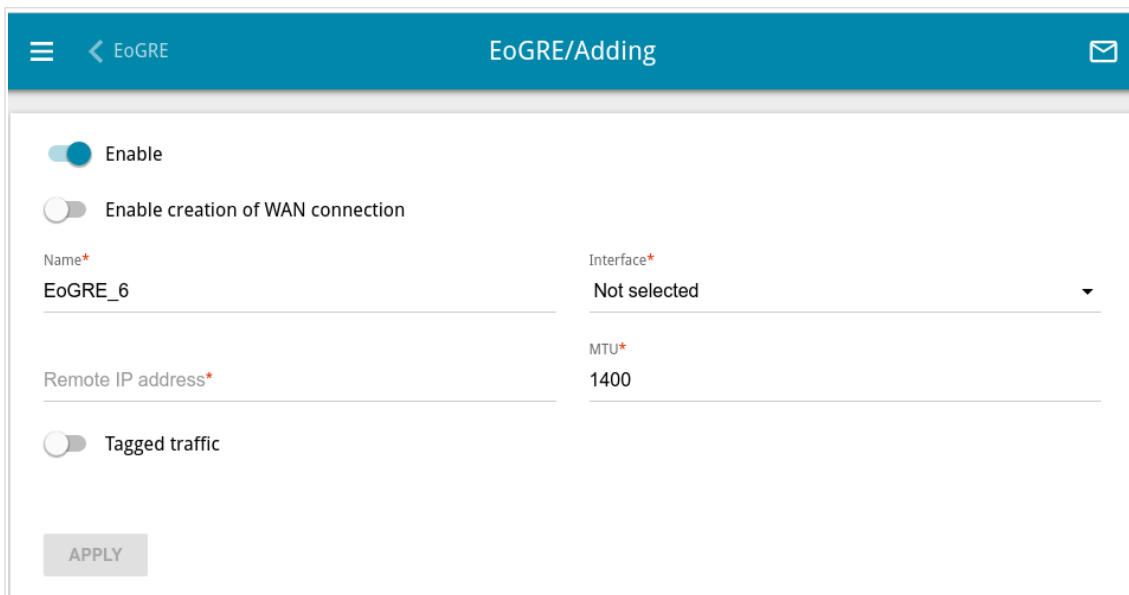 EoGRE
EoGRE/Adding
Enable
Enable creation of WAN connection
Name*
Interface*
EoGRE_6
Not selected
MTU*
Remote IP address*
1400
Tagged traffic
APPLY